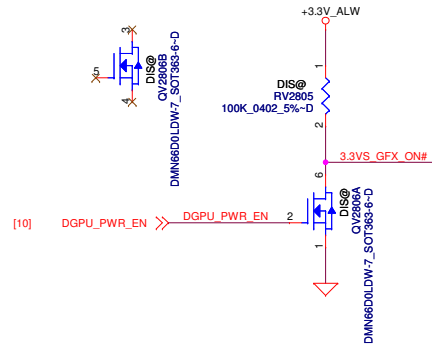 +3.3V_ALW
3
5
4
DIS@
QV2806B
DMN66D0LDW-7_SOT363-6~D
1
DIS@
RV2805
100K_0402_5%~D
2
3.3VS_GFX_ON#
6
[10]
DGPU_PWR_EN
DGPU_PWR_EN
2
1
DIS@
QV2806A
DMN66D0LDW-7_SOT363-6~D